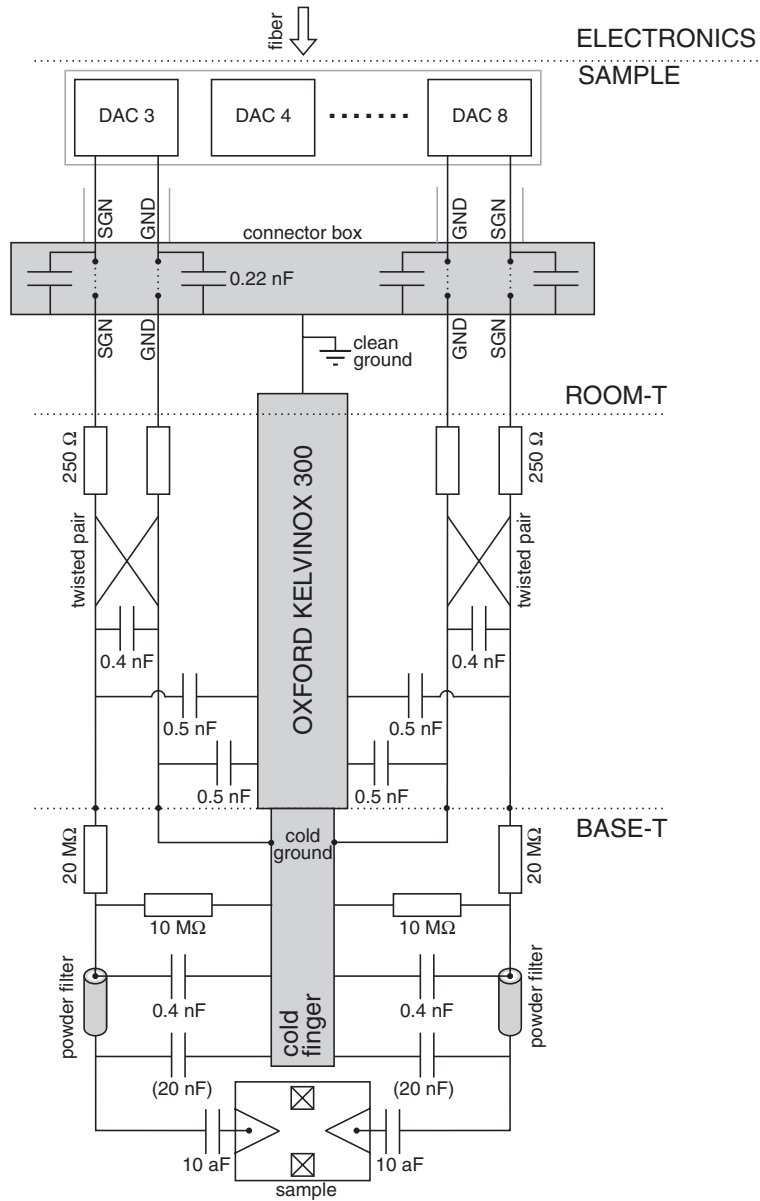 fiber
ELECTRONICS
SAMPLE
DAC 3
DAC 4
DAC 8
SGN
GND
GND
SGN
connector box
0.22 nF
SGN
GND
GND
SGN
clean
ground
ROOM-T
250 Ω
250 Ω
OXFORD KELVINOX 300
twisted pair
twisted pair
0.4 nF
0.4 nF
0.5 nF
0.5 nF
0.5 nF
0.5 nF
BASE-T
cold
ground
20 MΩ
20 MΩ
10 MΩ
10 MΩ
powder filter
powder filter
0.4 nF
0.4 nF
cold
finger
(20 nF)
(20 nF)
10 aF
10 aF
sample